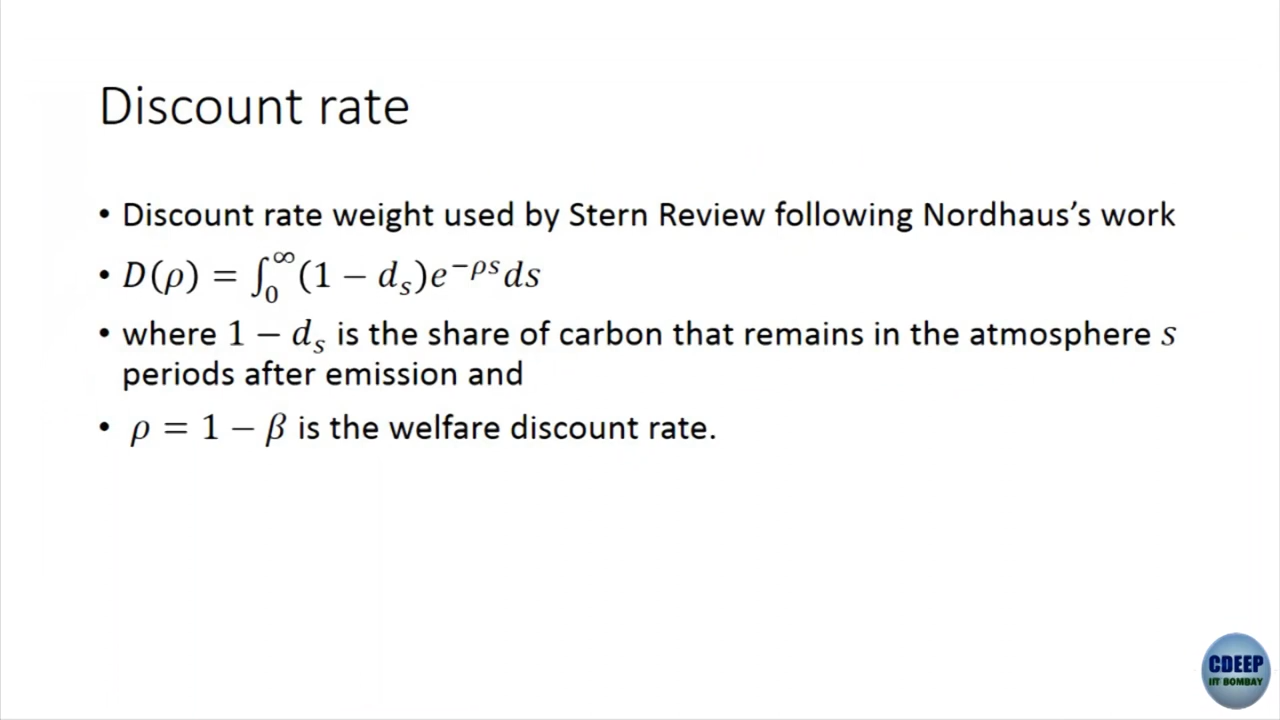 Discount rate
• Discount rate weight used by Stern Review following Nordhaus’s work
• D(ρ) = ∫₀^∞ (1 − dₛ)e^{−ρs} ds
• where 1 − dₛ is the share of carbon that remains in the atmosphere s
periods after emission and
• ρ = 1 − β is the welfare discount rate.
CDEEP
IIT BOMBAY